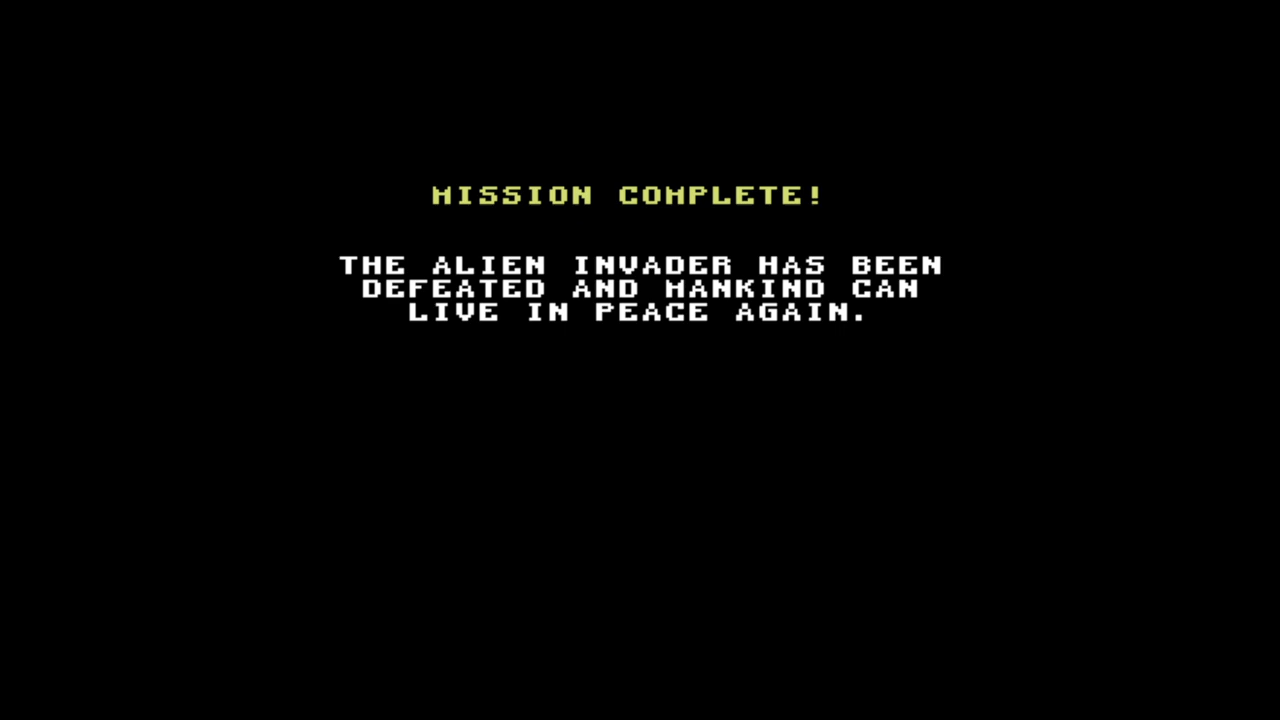 MISSION COMPLETE!
THE ALIEN INVADER HAS BEEN
DEFEATED AND MANKIND CAN
LIVE IN PEACE AGAIN.